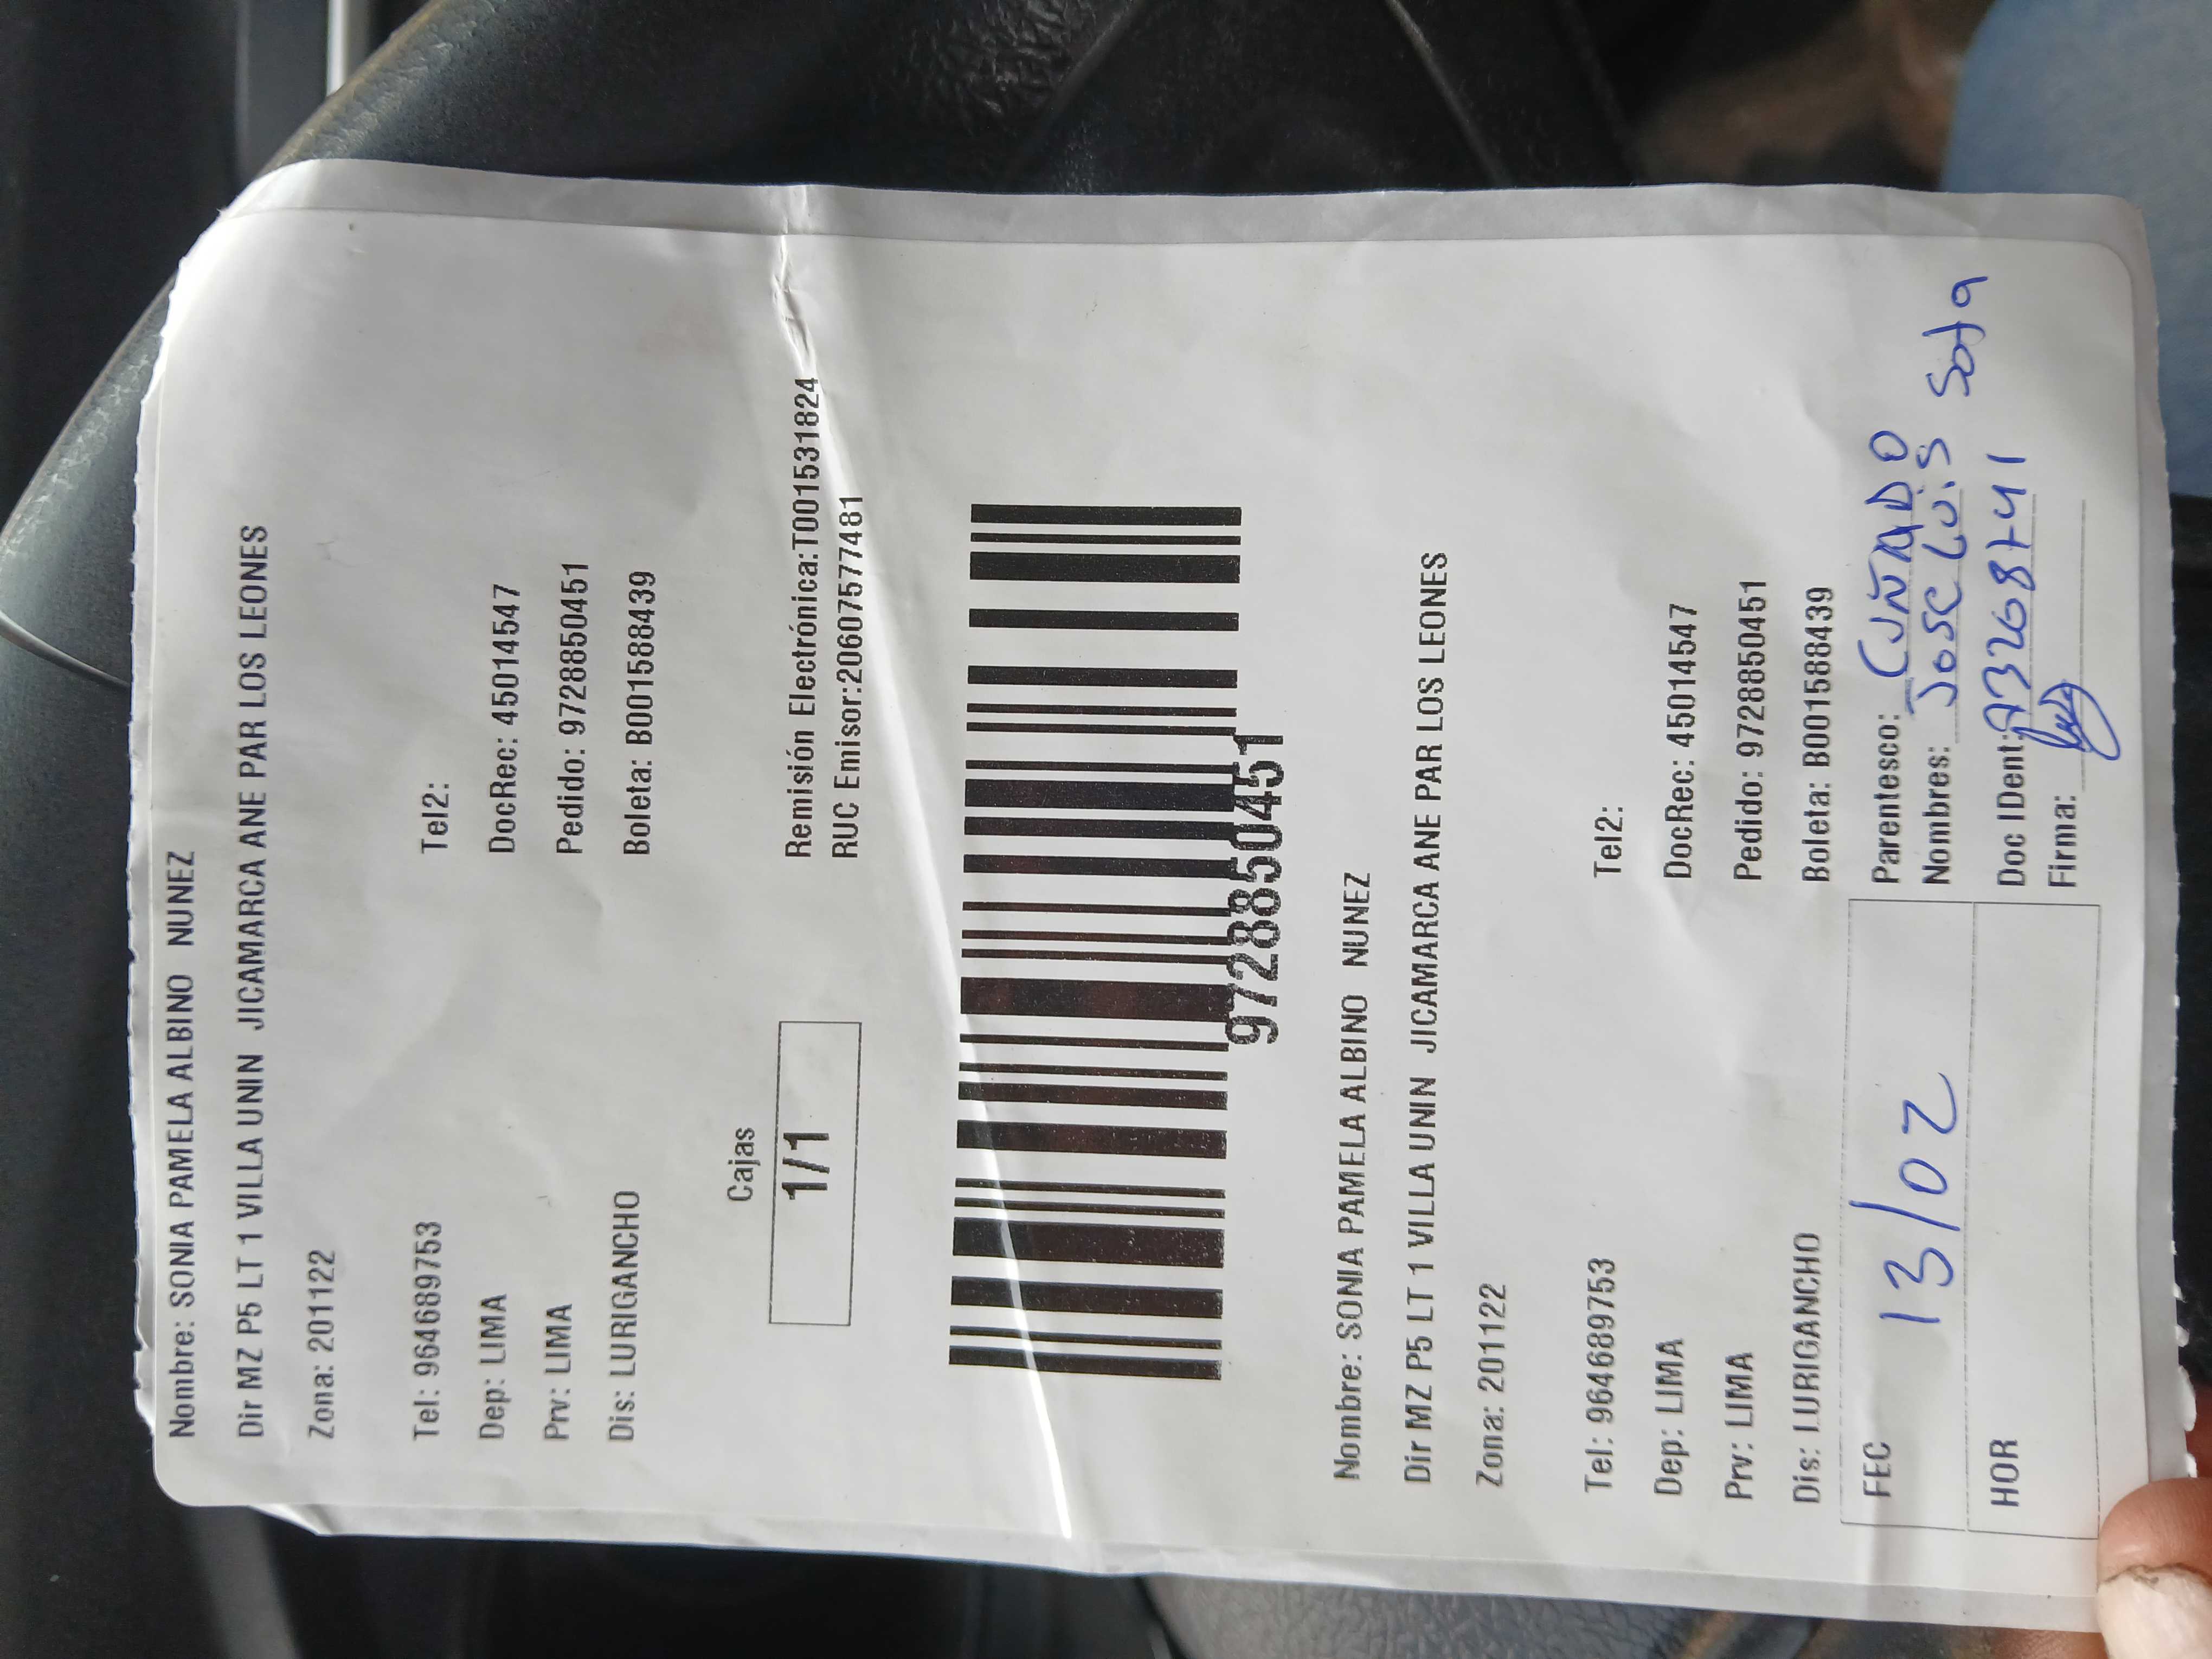 Nombre: SONIA PAMELA ALBINO NUNEZ
Dir MZ P5 LT 1 VILLA UNIN JICAMARCA ANE PAR LOS LEONES
Zona: 201122
Tel: 964689753 Tel2:
Dep: LIMA DocRec: 45014547
Prv: LIMA Pedido: 9728850451
Dis: LURIGANCHO Boleta: B001588439
Cajas
1/1
Remisión Electrónica:T001531824
RUC Emisor:20607577481
9728850451
Nombre: SONIA PAMELA ALBINO NUNEZ
Dir MZ P5 LT 1 VILLA UNIN JICAMARCA ANE PAR LOS LEONES
Zona: 201122
Tel: 964689753 Tel2:
Dep: LIMA DocRec: 45014547
Prv: LIMA Pedido: 9728850451
Dis: LURIGANCHO Boleta: B001588439
FEC 13/02 Parentesco: CUÑADO
Nombres: Jose Luis Sota
HOR Doc IDent:
Firma: